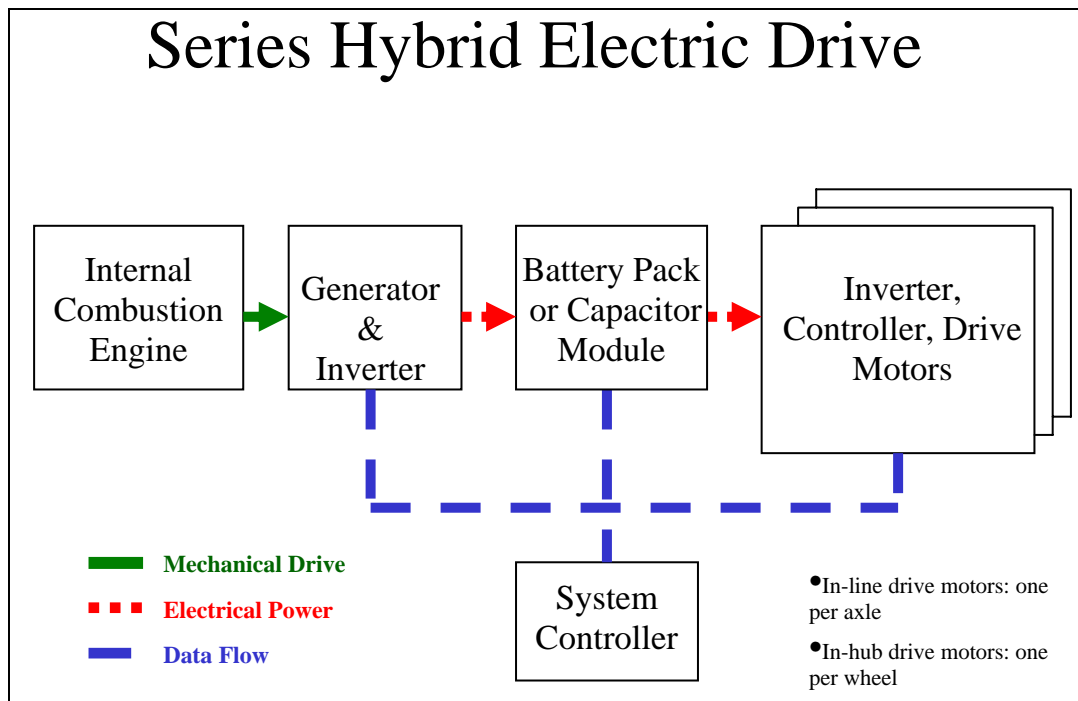 Series Hybrid Electric Drive
Internal
Combustion
Engine
Generator
&
Inverter
Battery Pack
or Capacitor
Module
Inverter,
Controller, Drive
Motors
Mechanical Drive
Electrical Power
Data Flow
System
Controller
●In-line drive motors: one
per axle
●In-hub drive motors: one
per wheel